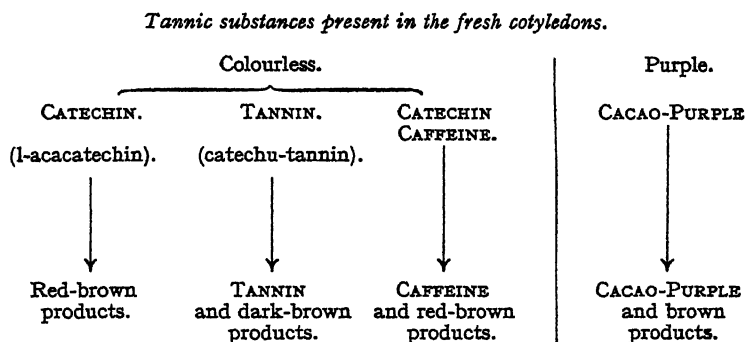 Tannic substances present in the fresh cotyledons.
Colourless.
Purple.
CATECHIN.
TANNIN.
CATECHIN
CAFFEINE.
CACAO-PURPLE
(l-acacatechin).
(catechu-tannin).
Red-brown
products.
TANNIN
and dark-brown
products.
CAFFEINE
and red-brown
products.
CACAO-PURPLE
and brown
products.